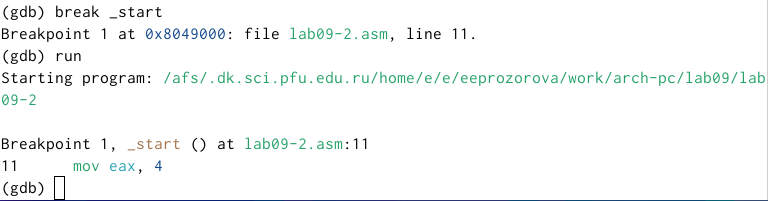 (gdb) break _start
Breakpoint 1 at 0x8049000: file lab09-2.asm, line 11.
(gdb) run
Starting program: /afs/.dk.sci.pfu.edu.ru/home/e/e/eeprozorova/work/arch-pc/lab09/lab
09-2
Breakpoint 1, _start () at lab09-2.asm:11
11      mov eax, 4
(gdb)